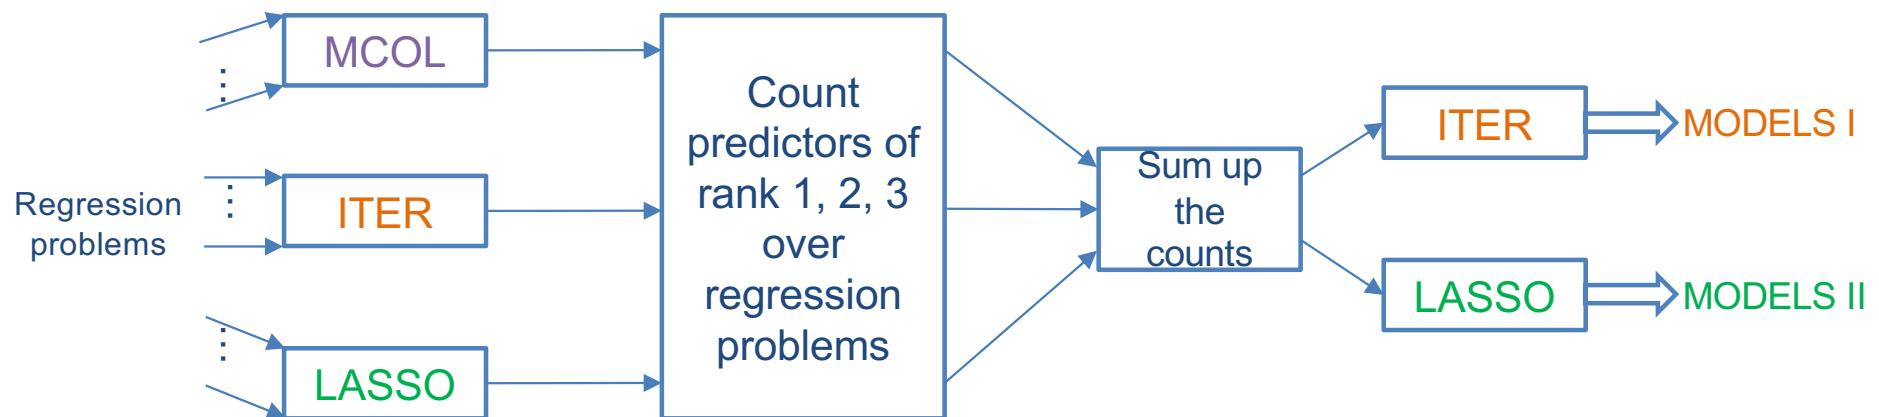 Regression
problems
MCOL
ITER
LASSO
Count
predictors of
rank 1, 2, 3
over
regression
problems
Sum up
the
counts
ITER
MODELS I
LASSO
MODELS II